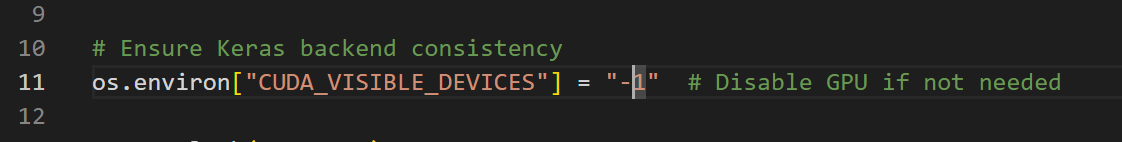 9
10 # Ensure Keras backend consistency
11 os.environ["CUDA_VISIBLE_DEVICES"] = "-1" # Disable GPU if not needed
12